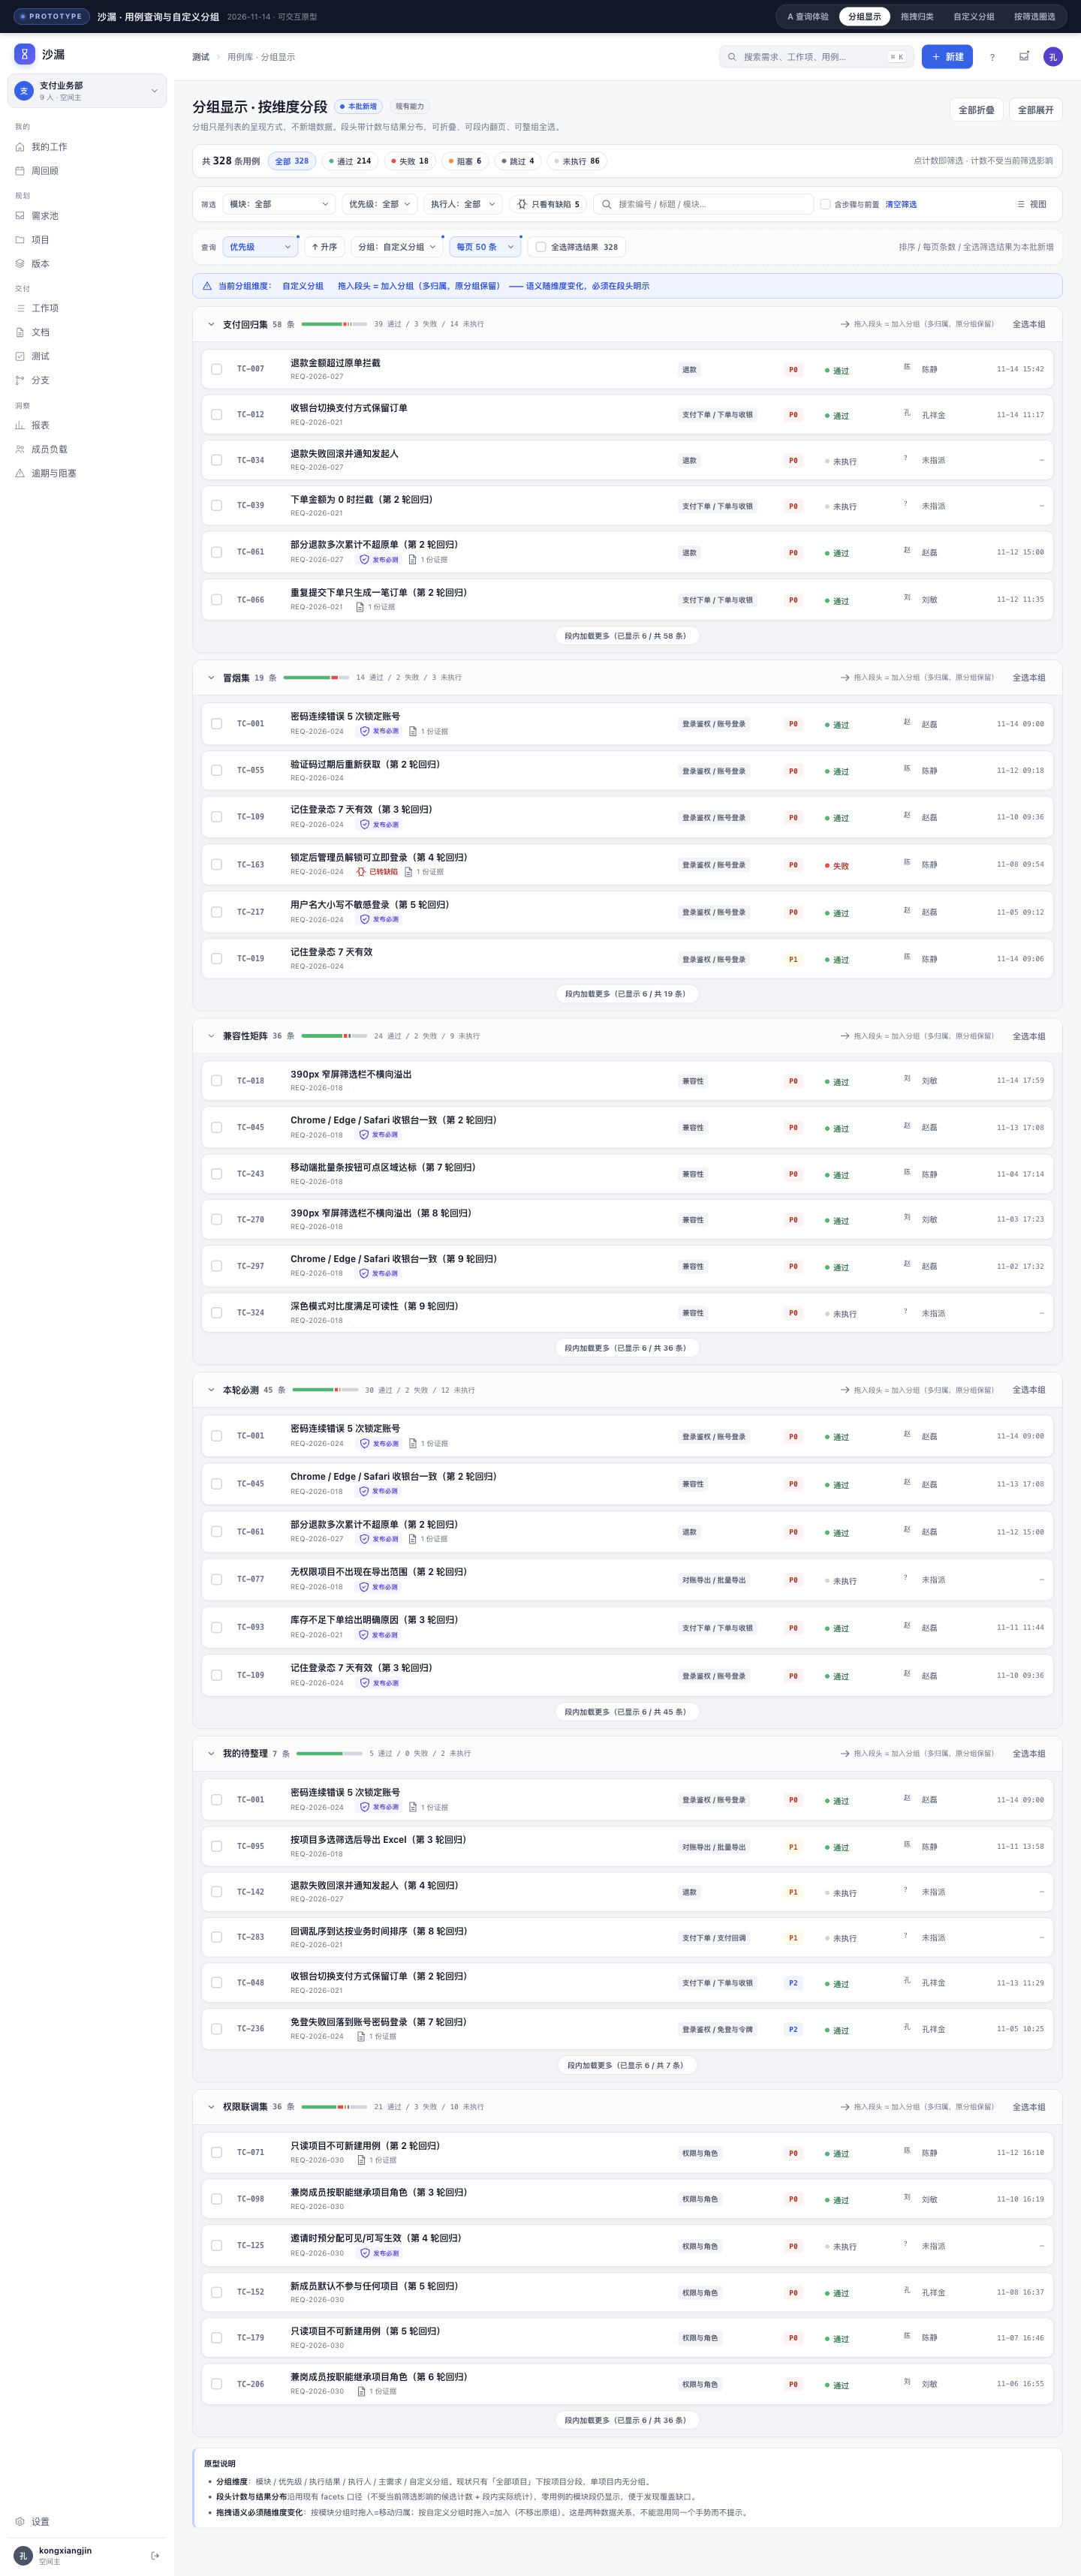 PROTOTYPE 沙漏 · 用例查询与自定义分组 2026-11-14 · 可交互原型 A 查询体验 分组显示 拖拽归类 自定义分组 按筛选圈选
沙漏
支 支付业务部
9 人 · 空间主
我的
我的工作
周回顾
规划
需求池
项目
版本
交付
工作项
文档
测试
分支
洞察
报表
成员负载
逾期与阻塞
设置
孔 kongxiangjin
空间主
测试 › 用例库 · 分组显示 搜索需求、工作项、用例… ⌘ K + 新建 ? 孔
分组显示 · 按维度分段 本批新增 现有能力 全部折叠 全部展开
分组只是列表的呈现方式，不新增数据。段头带计数与结果分布，可折叠、可段内翻页、可整组全选。
共 328 条用例 全部 328 通过 214 失败 18 阻塞 6 跳过 4 未执行 86 点计数即筛选 · 计数不受当前筛选影响
筛选 模块：全部 优先级：全部 执行人：全部 只看有缺陷 5 搜索编号 / 标题 / 模块… 含步骤与前置 清空筛选 视图
查询 优先级 ↑ 升序 分组：自定义分组 每页 50 条 全选筛选结果 328 排序 / 每页条数 / 全选筛选结果为本批新增
当前分组维度： 自定义分组 拖入段头 = 加入分组（多归属，原分组保留） —— 语义随维度变化，必须在段头明示
支付回归集 58 条 39 通过 / 3 失败 / 14 未执行 → 拖入段头 = 加入分组（多归属，原分组保留） 全选本组
TC-007 退款金额超过原单拦截 退款 P0 通过 陈 陈静 11-14 15:42
REQ-2026-027
TC-012 收银台切换支付方式保留订单 支付下单 / 下单与收银 P0 通过 孔 孔祥金 11-14 11:17
REQ-2026-021
TC-034 退款失败回滚并通知发起人 退款 P0 未执行 ? 未指派 —
REQ-2026-027
TC-039 下单金额为 0 时拦截（第 2 轮回归） 支付下单 / 下单与收银 P0 未执行 ? 未指派 —
REQ-2026-021
TC-061 部分退款多次累计不超原单（第 2 轮回归） 退款 P0 通过 赵 赵磊 11-12 15:00
REQ-2026-027 发布必测 1 份证据
TC-066 重复提交下单只生成一笔订单（第 2 轮回归） 支付下单 / 下单与收银 P0 通过 刘 刘敏 11-12 11:35
REQ-2026-021 1 份证据
段内加载更多（已显示 6 / 共 58 条）
冒烟集 19 条 14 通过 / 2 失败 / 3 未执行 → 拖入段头 = 加入分组（多归属，原分组保留） 全选本组
TC-001 密码连续错误 5 次锁定账号 登录鉴权 / 账号登录 P0 通过 赵 赵磊 11-14 09:00
REQ-2026-024 发布必测 1 份证据
TC-055 验证码过期后重新获取（第 2 轮回归） 登录鉴权 / 账号登录 P0 通过 陈 陈静 11-12 09:18
REQ-2026-024
TC-109 记住登录态 7 天有效（第 3 轮回归） 登录鉴权 / 账号登录 P0 通过 赵 赵磊 11-10 09:36
REQ-2026-024 发布必测
TC-163 锁定后管理员解锁可立即登录（第 4 轮回归） 登录鉴权 / 账号登录 P0 失败 陈 陈静 11-08 09:54
REQ-2026-024 已转缺陷 1 份证据
TC-217 用户名大小写不敏感登录（第 5 轮回归） 登录鉴权 / 账号登录 P0 通过 赵 赵磊 11-05 09:12
REQ-2026-024 发布必测
TC-019 记住登录态 7 天有效 登录鉴权 / 账号登录 P1 通过 陈 陈静 11-14 09:06
REQ-2026-024
段内加载更多（已显示 6 / 共 19 条）
兼容性矩阵 36 条 24 通过 / 2 失败 / 9 未执行 → 拖入段头 = 加入分组（多归属，原分组保留） 全选本组
TC-018 390px 窄屏筛选栏不横向溢出 兼容性 P0 通过 刘 刘敏 11-14 17:59
REQ-2026-018
TC-045 Chrome / Edge / Safari 收银台一致（第 2 轮回归） 兼容性 P0 通过 赵 赵磊 11-13 17:08
REQ-2026-018 发布必测
TC-243 移动端批量条按钮可点区域达标（第 7 轮回归） 兼容性 P0 通过 陈 陈静 11-04 17:14
REQ-2026-018
TC-270 390px 窄屏筛选栏不横向溢出（第 8 轮回归） 兼容性 P0 通过 刘 刘敏 11-03 17:23
REQ-2026-018
TC-297 Chrome / Edge / Safari 收银台一致（第 9 轮回归） 兼容性 P0 通过 赵 赵磊 11-02 17:32
REQ-2026-018 发布必测
TC-324 深色模式对比度满足可读性（第 9 轮回归） 兼容性 P0 未执行 ? 未指派 —
REQ-2026-018
段内加载更多（已显示 6 / 共 36 条）
本轮必测 45 条 30 通过 / 2 失败 / 12 未执行 → 拖入段头 = 加入分组（多归属，原分组保留） 全选本组
TC-001 密码连续错误 5 次锁定账号 登录鉴权 / 账号登录 P0 通过 赵 赵磊 11-14 09:00
REQ-2026-024 发布必测 1 份证据
TC-045 Chrome / Edge / Safari 收银台一致（第 2 轮回归） 兼容性 P0 通过 赵 赵磊 11-13 17:08
REQ-2026-018 发布必测
TC-061 部分退款多次累计不超原单（第 2 轮回归） 退款 P0 通过 赵 赵磊 11-12 15:00
REQ-2026-027 发布必测 1 份证据
TC-077 无权限项目不出现在导出范围（第 2 轮回归） 对账导出 / 批量导出 P0 未执行 ? 未指派 —
REQ-2026-018 发布必测
TC-093 库存不足下单给出明确原因（第 3 轮回归） 支付下单 / 下单与收银 P0 通过 赵 赵磊 11-11 11:44
REQ-2026-021 发布必测
TC-109 记住登录态 7 天有效（第 3 轮回归） 登录鉴权 / 账号登录 P0 通过 赵 赵磊 11-10 09:36
REQ-2026-024 发布必测
段内加载更多（已显示 6 / 共 45 条）
我的待整理 7 条 5 通过 / 0 失败 / 2 未执行 → 拖入段头 = 加入分组（多归属，原分组保留） 全选本组
TC-001 密码连续错误 5 次锁定账号 登录鉴权 / 账号登录 P0 通过 赵 赵磊 11-14 09:00
REQ-2026-024 发布必测 1 份证据
TC-095 按项目多选筛选后导出 Excel（第 3 轮回归） 对账导出 / 批量导出 P1 通过 陈 陈静 11-11 13:58
REQ-2026-018
TC-142 退款失败回滚并通知发起人（第 4 轮回归） 退款 P1 未执行 ? 未指派 —
REQ-2026-027
TC-283 回调乱序到达按业务时间排序（第 8 轮回归） 支付下单 / 支付回调 P1 未执行 ? 未指派 —
REQ-2026-021
TC-048 收银台切换支付方式保留订单（第 2 轮回归） 支付下单 / 下单与收银 P2 通过 孔 孔祥金 11-13 11:29
REQ-2026-021
TC-236 免登失败回落到账号密码登录（第 7 轮回归） 登录鉴权 / 免登与令牌 P2 通过 孔 孔祥金 11-05 10:25
REQ-2026-024 1 份证据
段内加载更多（已显示 6 / 共 7 条）
权限联调集 36 条 21 通过 / 3 失败 / 10 未执行 → 拖入段头 = 加入分组（多归属，原分组保留） 全选本组
TC-071 只读项目不可新建用例（第 2 轮回归） 权限与角色 P0 通过 陈 陈静 11-12 16:10
REQ-2026-030 1 份证据
TC-098 兼岗成员按职能继承项目角色（第 3 轮回归） 权限与角色 P0 通过 刘 刘敏 11-10 16:19
REQ-2026-030
TC-125 邀请时预分配可见/可写生效（第 4 轮回归） 权限与角色 P0 未执行 ? 未指派 —
REQ-2026-030 发布必测
TC-152 新成员默认不参与任何项目（第 5 轮回归） 权限与角色 P0 通过 孔 孔祥金 11-08 16:37
REQ-2026-030
TC-179 只读项目不可新建用例（第 5 轮回归） 权限与角色 P0 通过 陈 陈静 11-07 16:46
REQ-2026-030
TC-206 兼岗成员按职能继承项目角色（第 6 轮回归） 权限与角色 P0 通过 刘 刘敏 11-06 16:55
REQ-2026-030 1 份证据
段内加载更多（已显示 6 / 共 36 条）
原型说明
• 分组维度：模块 / 优先级 / 执行结果 / 执行人 / 主需求 / 自定义分组。现状只有「全部项目」下按项目分段，单项目内无分组。
• 段头计数与结果分布沿用现有 facets 口径（不受当前筛选影响的候选计数 + 段内实际统计），零用例的模块段仍显示，便于发现覆盖缺口。
• 拖拽语义必须随维度变化：按模块分组时拖入=移动归属；按自定义分组时拖入=加入（不移出原组）。这是两种数据关系，不能混用同一个手势而不提示。